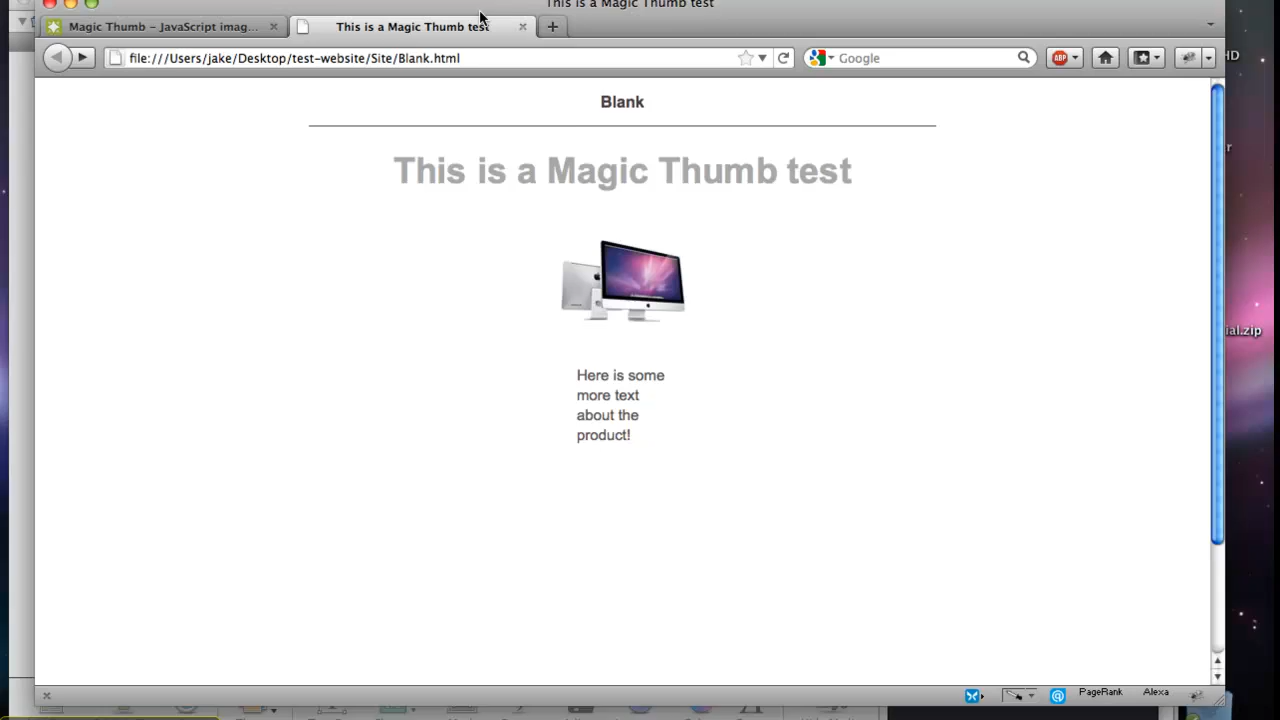 This is a Magic Thumb test
Magic Thumb – JavaScript imag...
This is a Magic Thumb test
HD
file:///Users/jake/Desktop/test-website/Site/Blank.html
Google
ABP
Blank
r
This is a Magic Thumb test
ial.zip
Here is some
more text
about the
product!
PageRank
Alexa